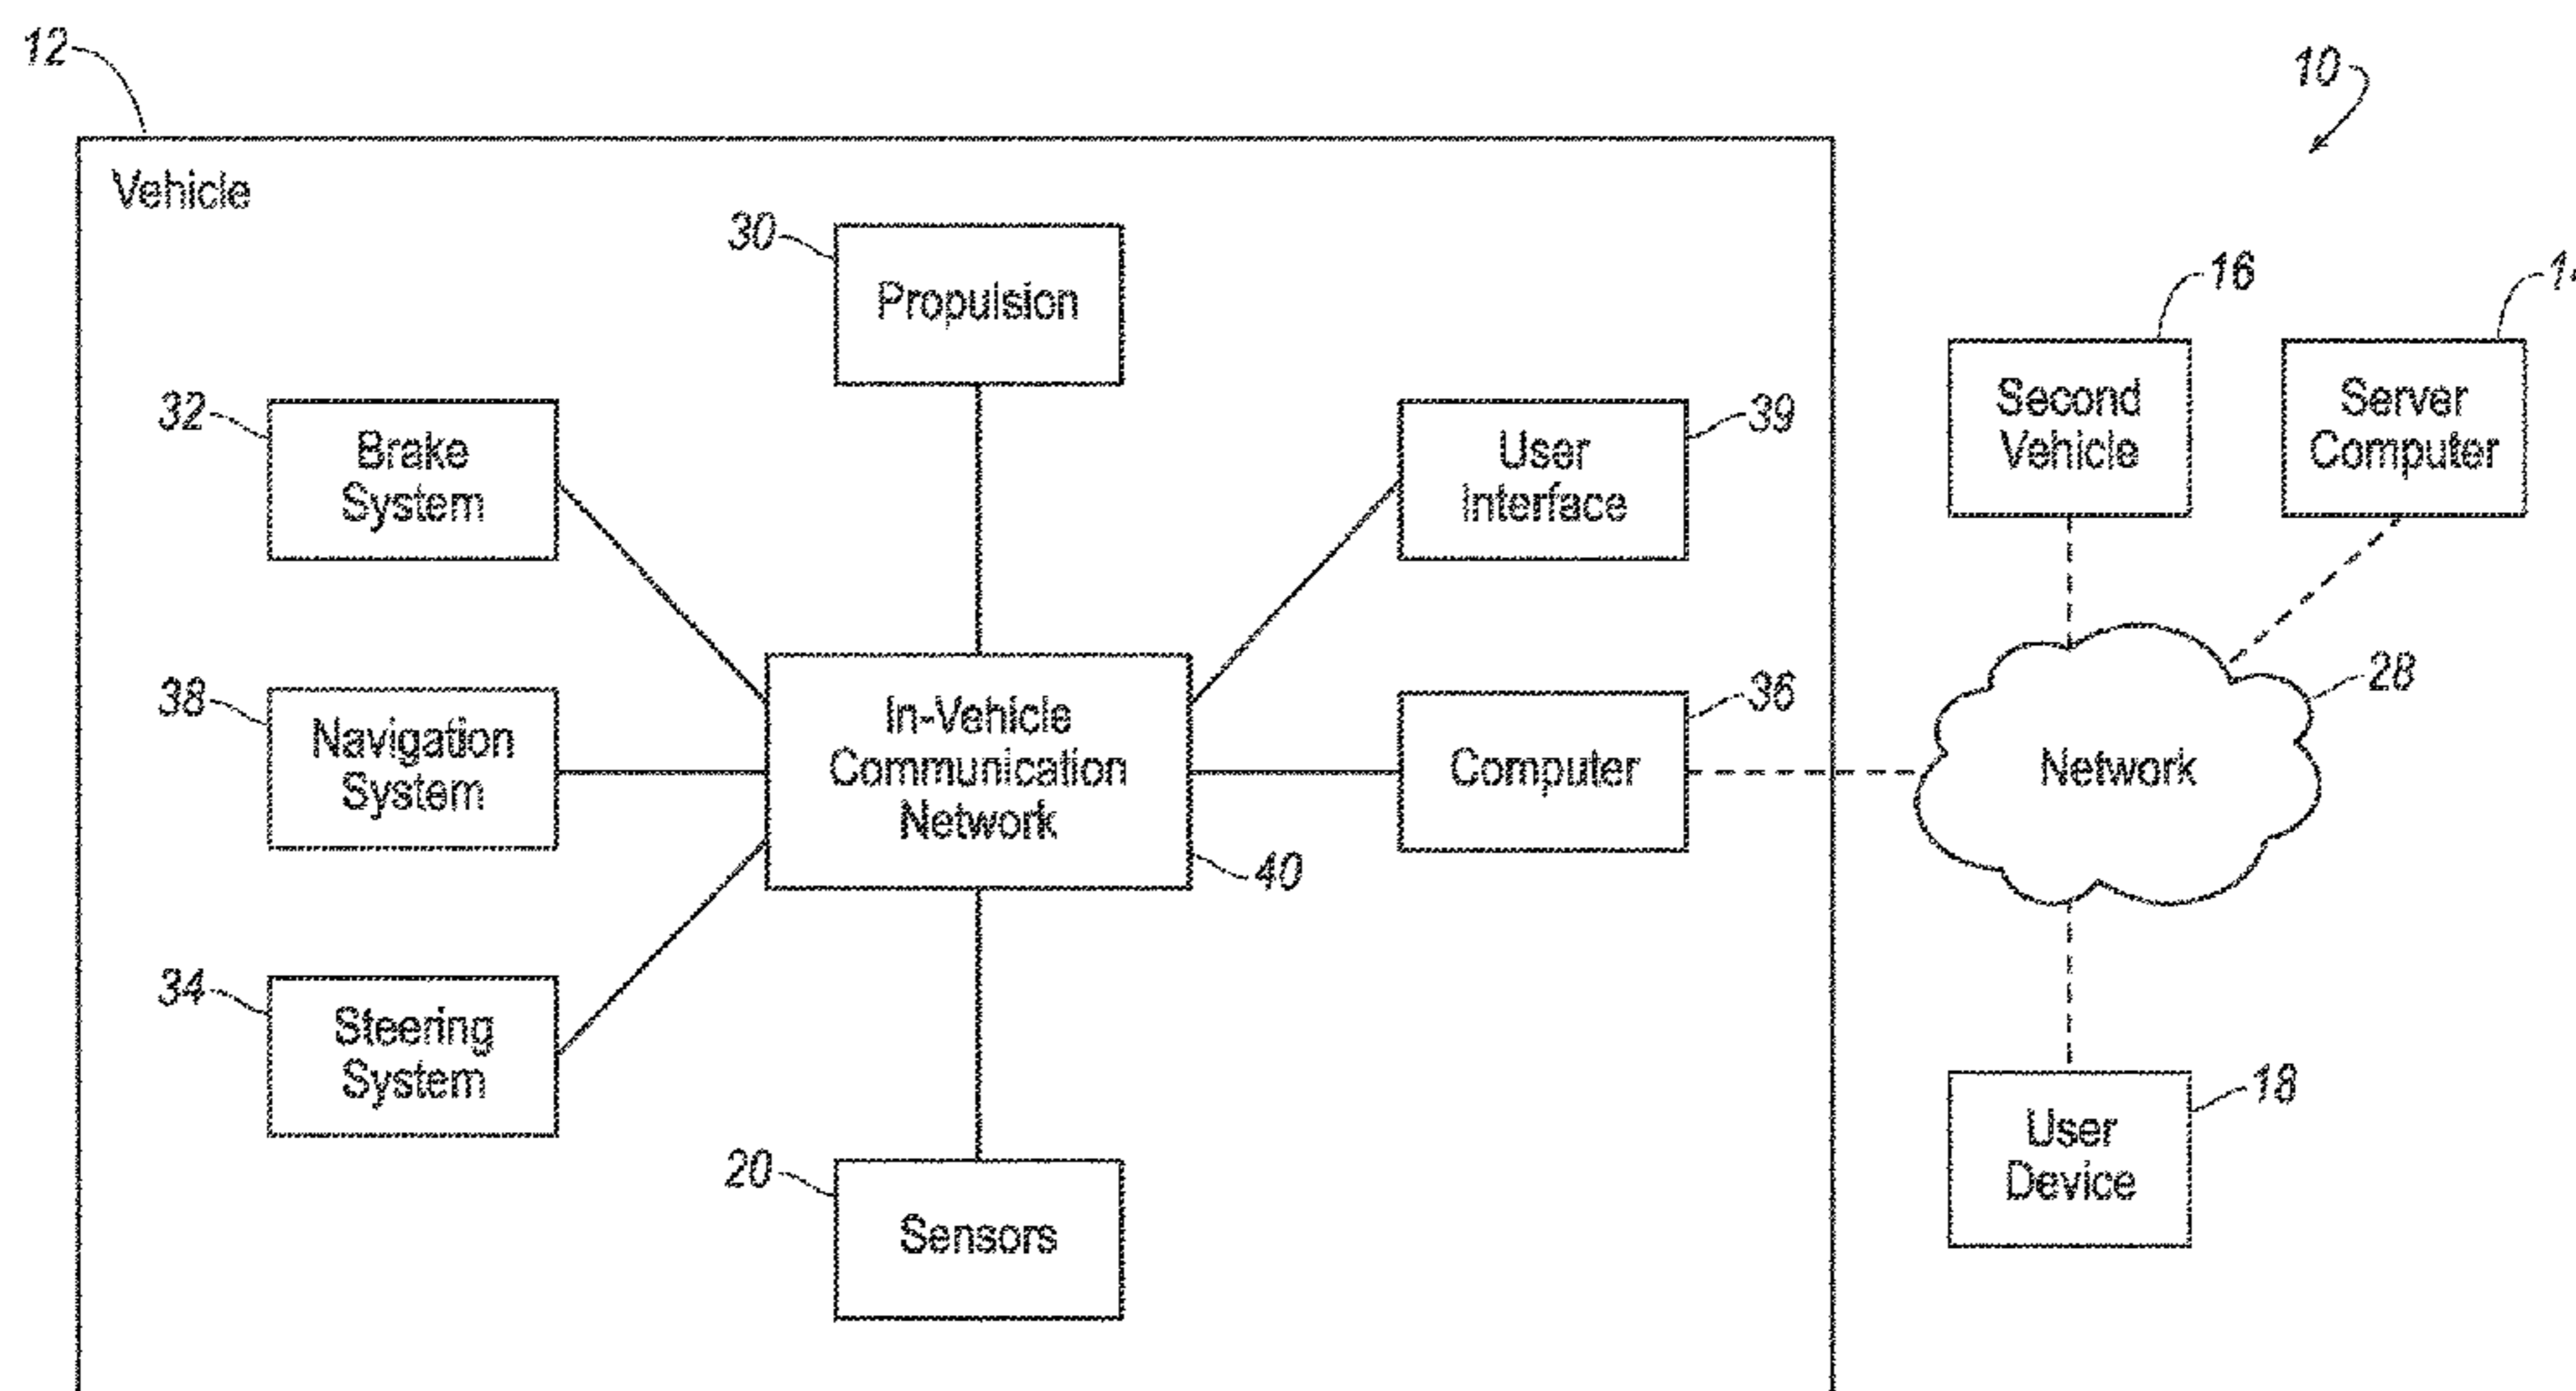 12
10
Vehicle
30
Propulsion
16
32
Brake
System
User
Interface
39
Second
Vehicle
Server
Computer
38
Navigation
System
In-Vehicle
Communication
Network
40
Computer
36
Network
28
34
Steering
System
20
Sensors
User
Device
18